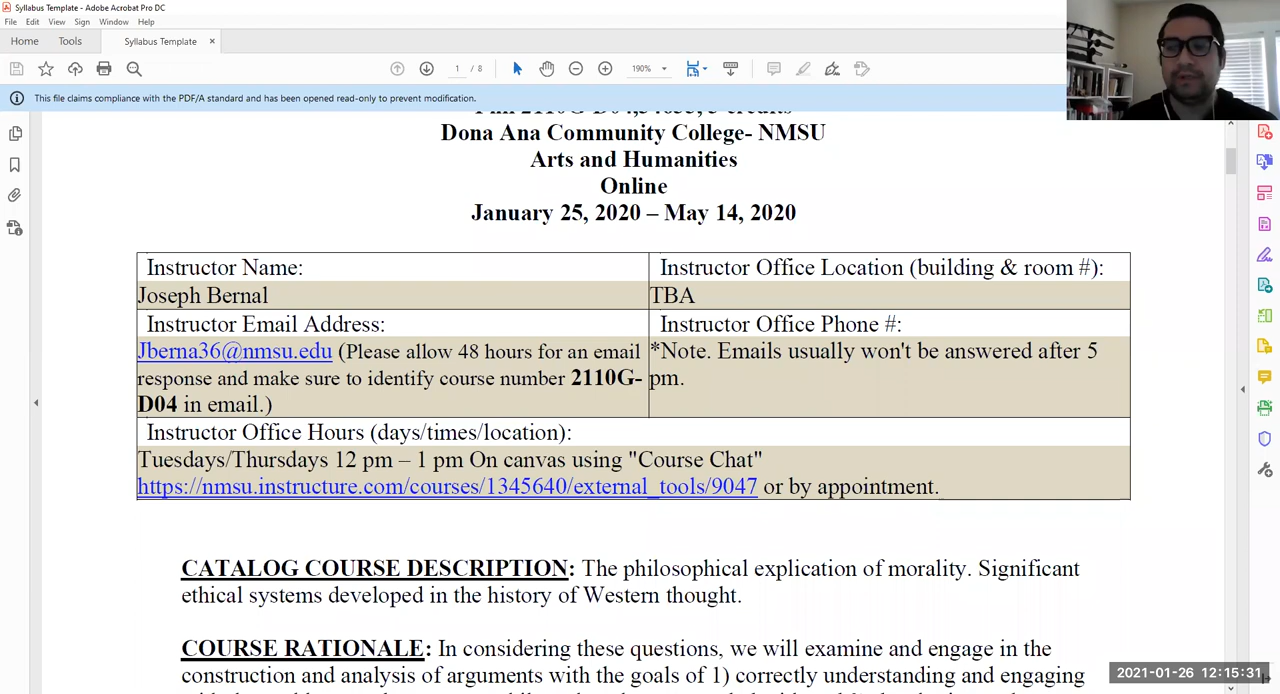 Syllabus Template - Adobe Acrobat Pro DC
File Edit View Sign Window Help
Home Tools Syllabus Template ×
1 / 8 190%
This file claims compliance with the PDF/A standard and has been opened read-only to prevent modification.
Dona Ana Community College- NMSU
Arts and Humanities
Online
January 25, 2020 – May 14, 2020
Instructor Name: Instructor Office Location (building & room #):
Joseph Bernal TBA
Instructor Email Address: Instructor Office Phone #:
Jberna36@nmsu.edu (Please allow 48 hours for an email *Note. Emails usually won't be answered after 5
response and make sure to identify course number 2110G- pm.
D04 in email.)
Instructor Office Hours (days/times/location):
Tuesdays/Thursdays 12 pm – 1 pm On canvas using "Course Chat"
https://nmsu.instructure.com/courses/1345640/external_tools/9047 or by appointment.
CATALOG COURSE DESCRIPTION: The philosophical explication of morality. Significant
ethical systems developed in the history of Western thought.
COURSE RATIONALE: In considering these questions, we will examine and engage in the
construction and analysis of arguments with the goals of 1) correctly understanding and engaging
2021-01-26 12:15:31